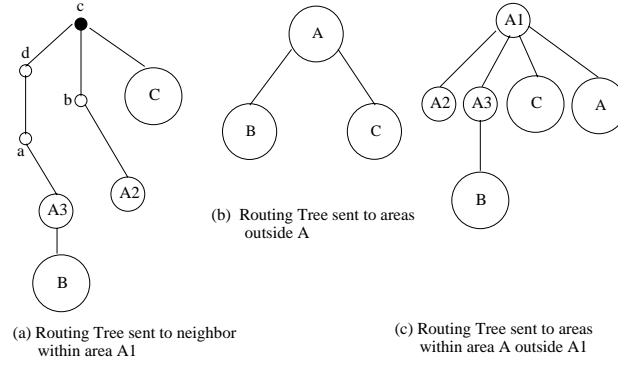 c
d
C
b
a
A3
A2
B
(a) Routing Tree sent to neighbor
within area A1
A
B
C
(b) Routing Tree sent to areas
outside A
A1
A2
A3
C
A
B
(c) Routing Tree sent to areas
within area A outside A1